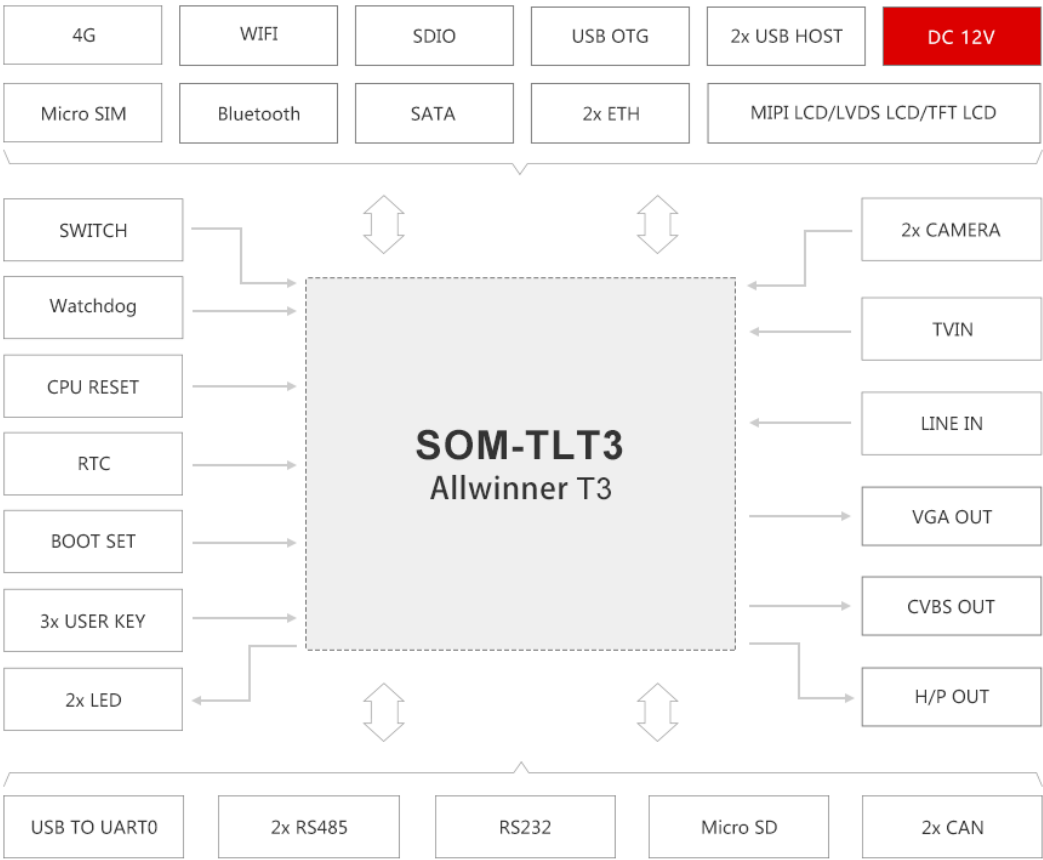 4G
WIFI
SDIO
USB OTG
2x USB HOST
DC 12V
Micro SIM
Bluetooth
SATA
2x ETH
MIPI LCD/LVDS LCD/TFT LCD
SWITCH
Watchdog
CPU RESET
RTC
BOOT SET
3x USER KEY
2x LED
SOM-TLT3
Allwinner T3
2x CAMERA
TVIN
LINE IN
VGA OUT
CVBS OUT
H/P OUT
USB TO UART0
2x RS485
RS232
Micro SD
2x CAN